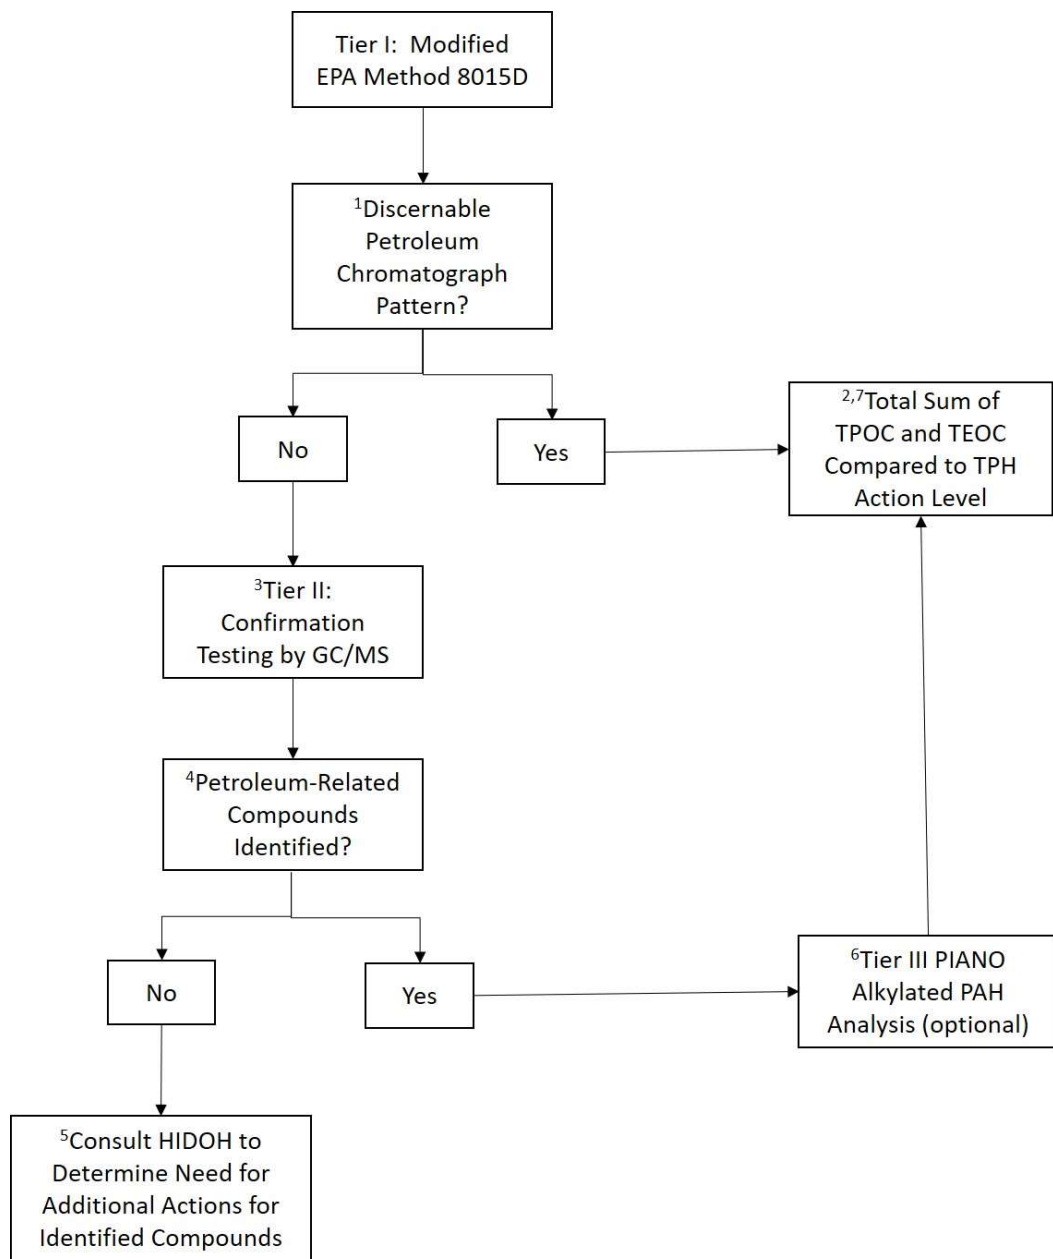 Tier I:  Modified
EPA Method 8015D
¹Discernable
Petroleum
Chromatograph
Pattern?
No
Yes
²,⁷Total Sum of
TPOC and TEOC
Compared to TPH
Action Level
³Tier II:
Confirmation
Testing by GC/MS
⁴Petroleum-Related
Compounds
Identified?
No
Yes
⁶Tier III PIANO
Alkylated PAH
Analysis (optional)
⁵Consult HIDOH to
Determine Need for
Additional Actions for
Identified Compounds